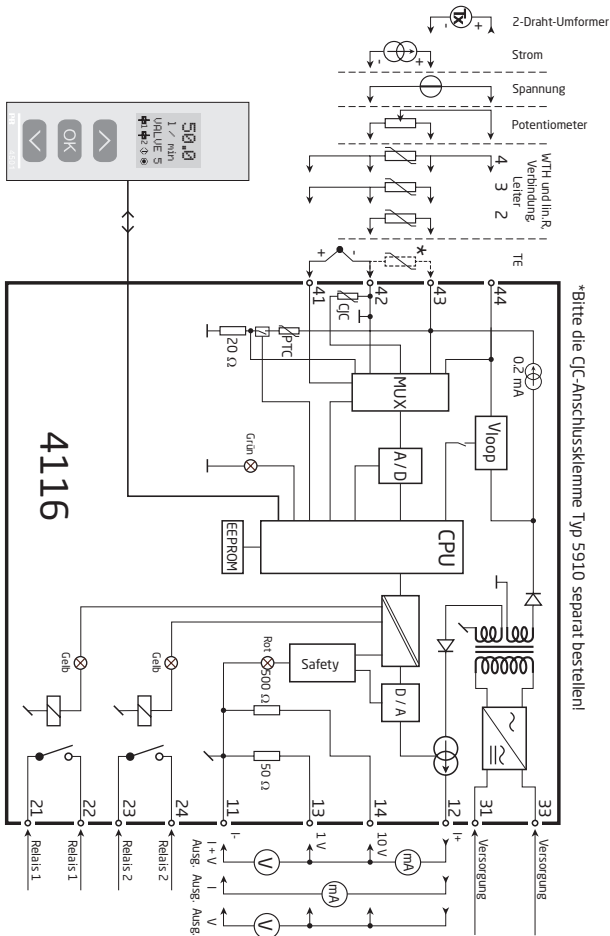 *Bitte die CJC-Anschlussklemme Typ 5910 separat bestellen!
2-Draht-Umformer
Tx
+
-
Strom
+
-
Spannung
Potentiometer
WTH und lin.R,
Verbindung,
Leiter
4
3
2
TE
*
+
-
50.0
1 / min
VALVE 5
1 2
OK
44
43
42
41
CJC
PTC
20 Ω
0.2 mA
Vloop
MUX
A/D
CPU
EEPROM
Grün
4116
Safety
D / A
Rot
500 Ω
50 Ω
Gelb
Gelb
33
31
12
14
13
11
24
23
22
21
Versorgung
Versorgung
I+
10 V
1 V
I-
mA
V
mA
V
I + V
Ausg.
I
Ausg.
V
Ausg.
Relais 2
Relais 2
Relais 1
Relais 1